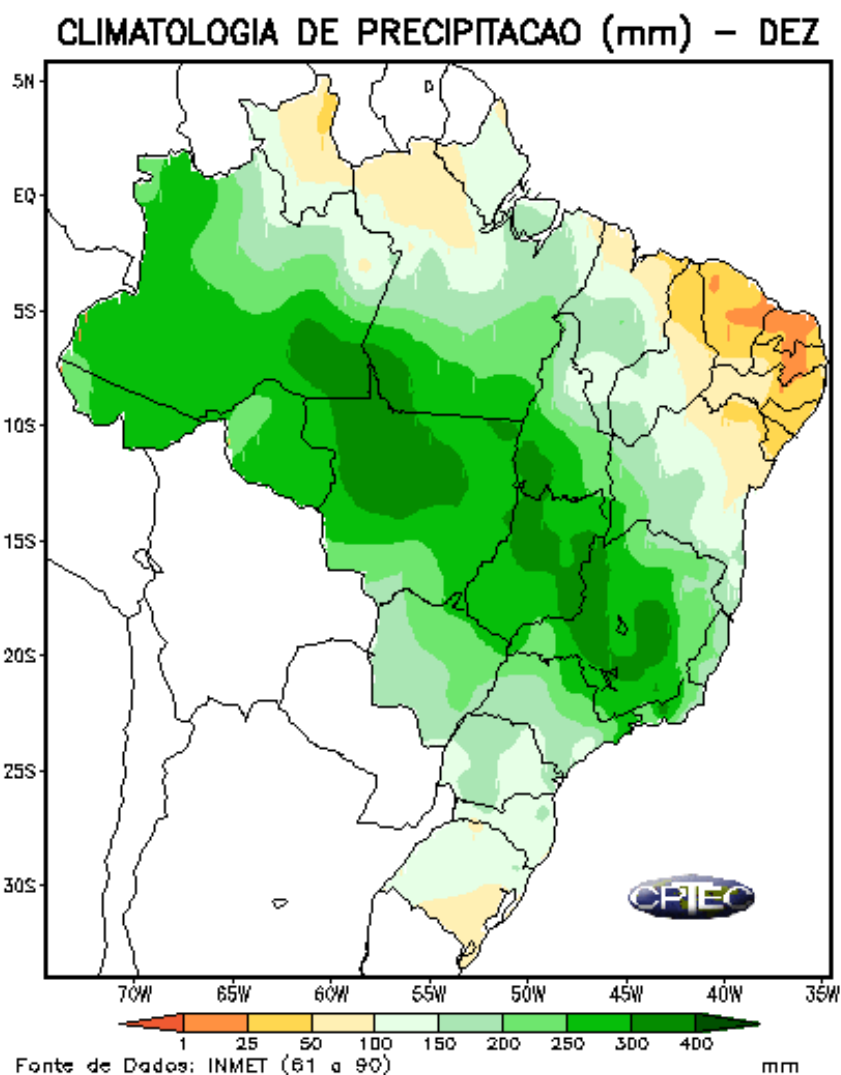 CLIMATOLOGIA DE PRECIPITACAO (mm) – DEZ
5N
EQ
5S
10S
15S
20S
25S
30S
CPTEC
70W 65W 60W 55W 50W 45W 40W 35W
1 25 50 100 150 200 250 300 400
Fonte de Dados: INMET (61 a 90) mm